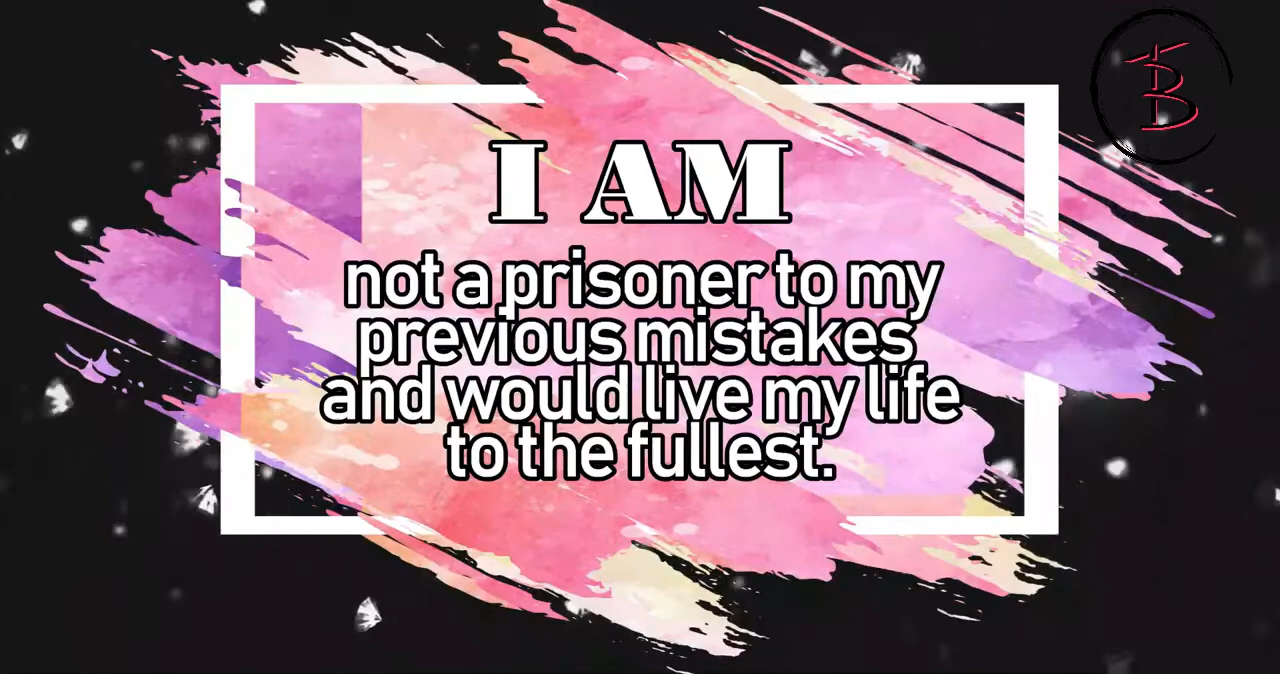 I AM
not a prisoner to my
previous mistakes
and would live my life
to the fullest.